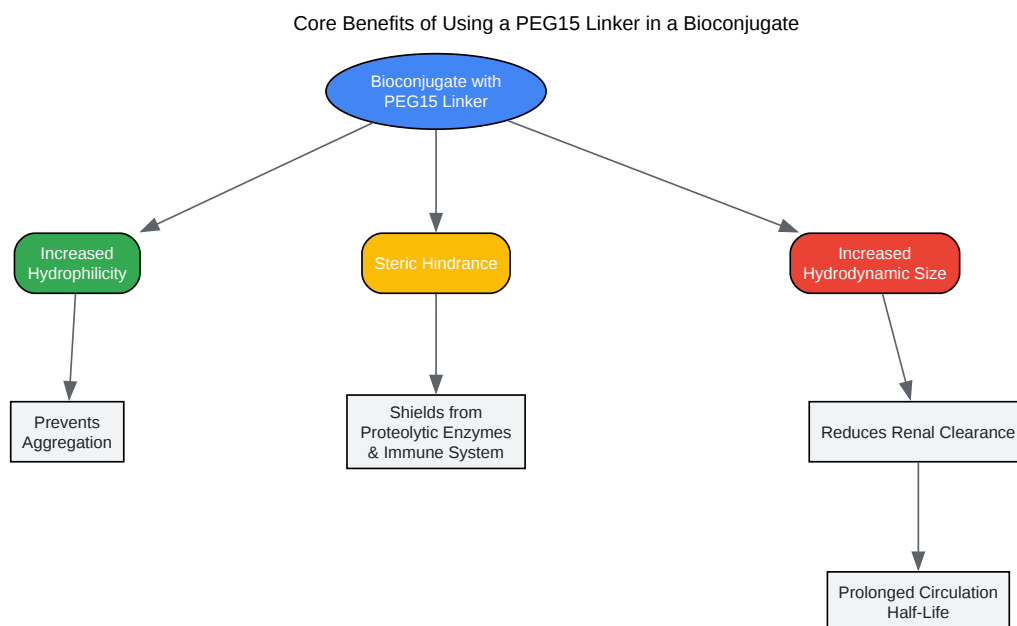 Core Benefits of Using a PEG15 Linker in a Bioconjugate
Bioconjugate with
PEG15 Linker
Increased
Hydrophilicity
Steric Hindrance
Increased
Hydrodynamic Size
Prevents
Aggregation
Shields from
Proteolytic Enzymes
& Immune System
Reduces Renal Clearance
Prolonged Circulation
Half-Life